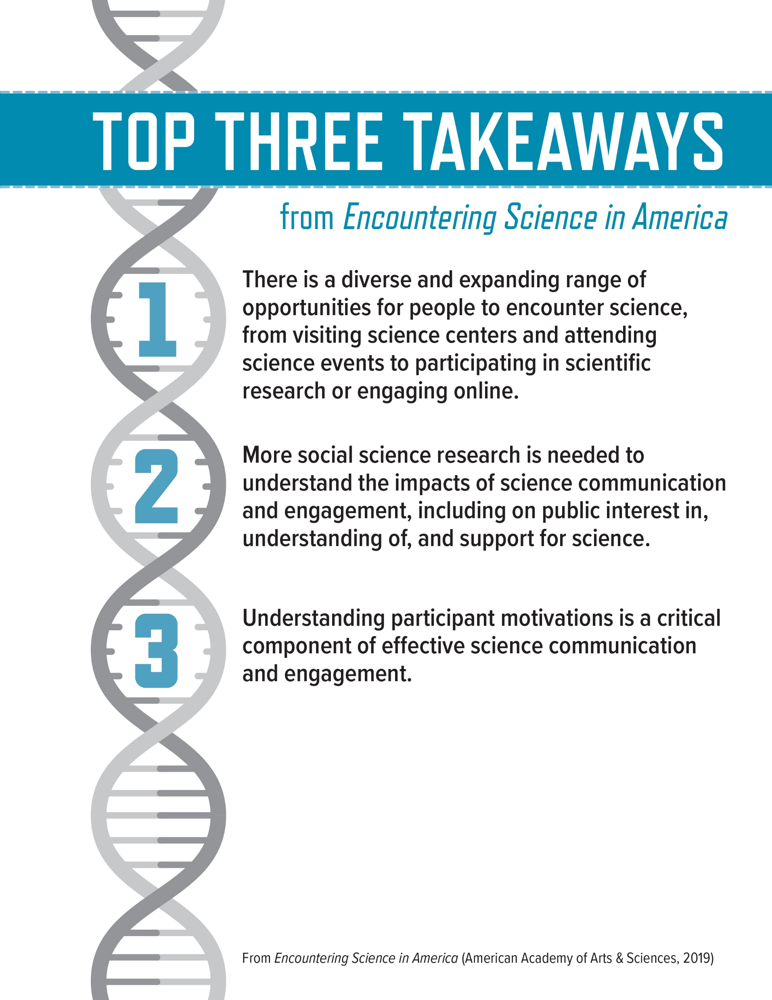 TOP THREE TAKEAWAYS
from Encountering Science in America
1
There is a diverse and expanding range of
opportunities for people to encounter science,
from visiting science centers and attending
science events to participating in scientific
research or engaging online.
2
More social science research is needed to
understand the impacts of science communication
and engagement, including on public interest in,
understanding of, and support for science.
3
Understanding participant motivations is a critical
component of effective science communication
and engagement.
From Encountering Science in America (American Academy of Arts & Sciences, 2019)